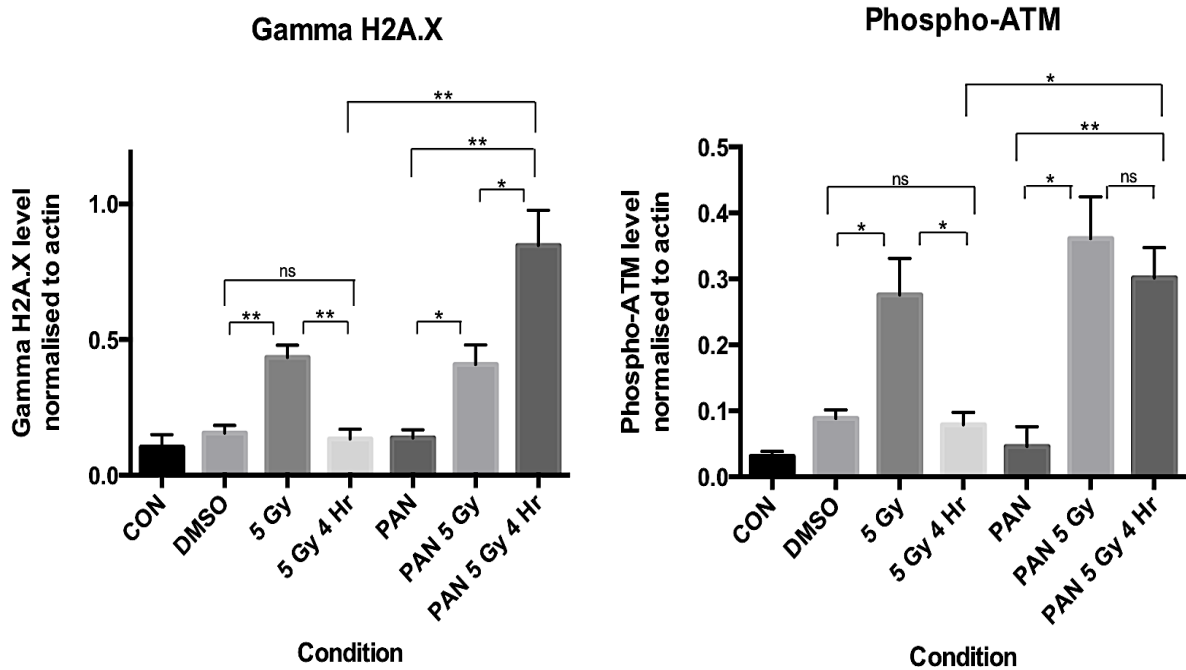 Gamma H2A.X
Gamma H2A.X level
normalised to actin
1.0
0.5
0.0
**
**
*
ns
**
**
*
CON
DMSO
5 Gy
5 Gy 4 Hr
PAN
PAN 5 Gy
PAN 5 Gy 4 Hr
Condition
Phospho-ATM
Phospho-ATM level
normalised to actin
0.5
0.4
0.3
0.2
0.1
0.0
*
**
ns
*
ns
*
*
CON
DMSO
5 Gy
5 Gy 4 Hr
PAN
PAN 5 Gy
PAN 5 Gy 4 Hr
Condition